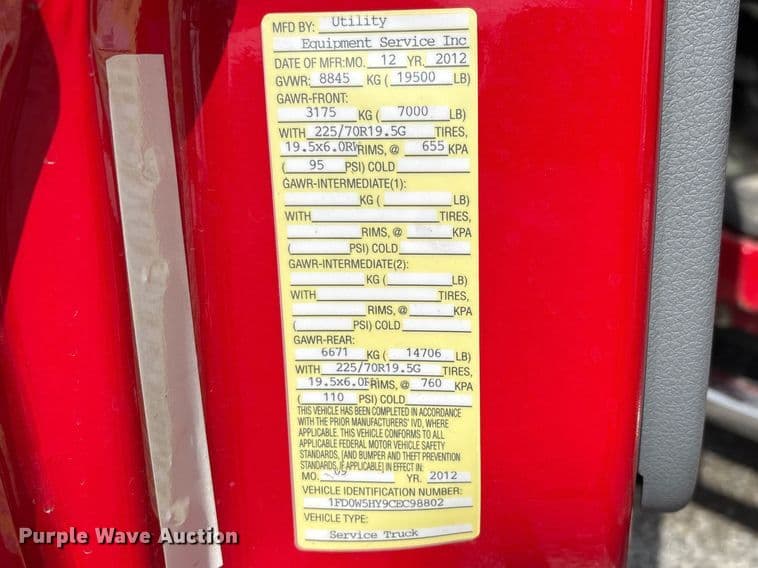 MFD BY: Utility
Equipment Service Inc
DATE OF MFR:MO. 12 YR. 2012
GVWR: 8845 KG ( 19500 LB)
GAWR-FRONT:
3175 KG ( 7000 LB)
WITH 225/70R19.5G TIRES,
19.5x6.0RW RIMS, @ 655 KPA
( 95 PSI) COLD
GAWR-INTERMEDIATE(1):
KG ( LB)
WITH TIRES,
RIMS, @ KPA
( PSI) COLD
GAWR-INTERMEDIATE(2):
KG ( LB)
WITH TIRES,
RIMS, @ KPA
( PSI) COLD
GAWR-REAR:
6671 KG ( 14706 LB)
WITH 225/70R19.5G TIRES,
RIMS, @ 760 KPA
( 110 PSI) COLD
THIS VEHICLE HAS BEEN COMPLETED IN ACCORDANCE
WITH THE PRIOR MANUFACTURERS' IVD, WHERE
APPLICABLE. THIS VEHICLE CONFORMS TO ALL
APPLICABLE FEDERAL MOTOR VEHICLE SAFETY
STANDARDS, [AND BUMPER AND THEFT PREVENTION
STANDARDS, IF APPLICABLE] IN EFFECT IN:
MO. 09 YR. 2012
VEHICLE IDENTIFICATION NUMBER:
1FD0W5HY9CEC98802
VEHICLE TYPE:
Service Truck
Purple Wave Auction